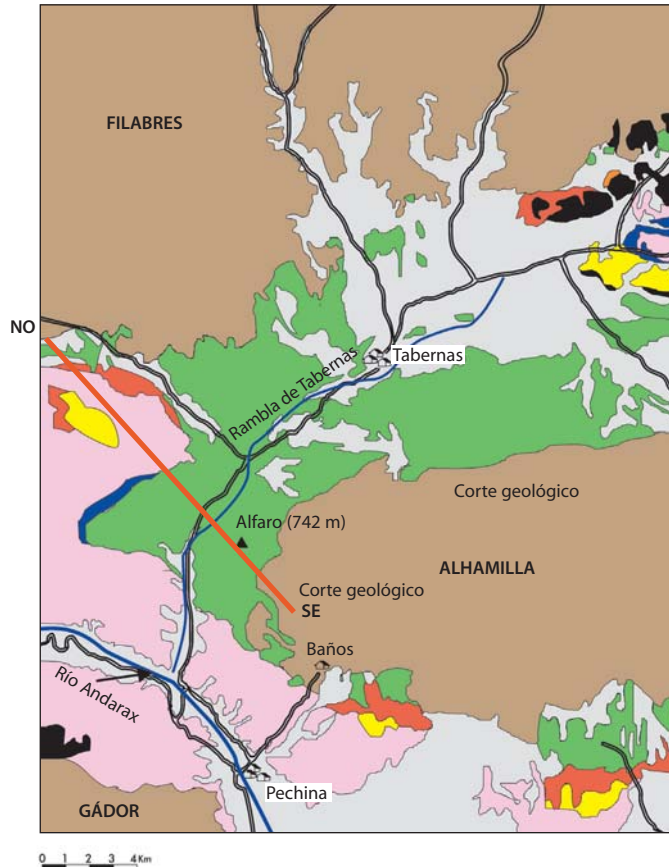 FILABRES
NO
Tabernas
Rambla de Tabernas
Corte geológico
Alfaro (742 m)
ALHAMILLA
Corte geológico
SE
Baños
Río Andarax
Pechina
GÁDOR
0 1 2 3 4 Km